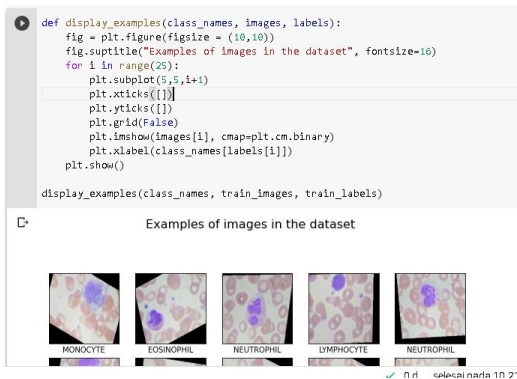 def display_examples(class_names, images, labels):
    fig = plt.figure(figsize = (10,10))
    fig.suptitle("Examples of images in the dataset", fontsize=16)
    for i in range(25):
        plt.subplot(5,5,i+1)
        plt.xticks([])
        plt.yticks([])
        plt.grid(False)
        plt.imshow(images[i], cmap=plt.cm.binary)
        plt.xlabel(class_names[labels[i]])
    plt.show()
display_examples(class_names, train_images, train_labels)
Examples of images in the dataset
MONOCYTE EOSINOPHIL NEUTROPHIL LYMPHOCYTE NEUTROPHIL
0 d selesai pada 10.21